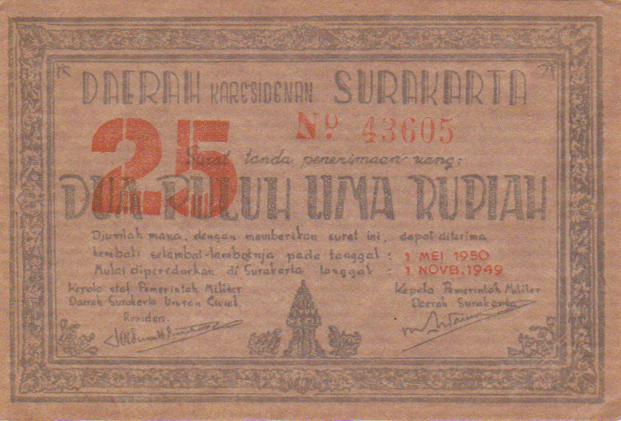 DAERAH KARESIDENAN SURAKARTA
No 43605
25
Surat tanda penerimaan uang:
DUA PULUH LIMA RUPIAH
Djumlah mana, dengan memberikan surat ini, dapat diterima
kembali selambat-lambatnja pada tanggal : 1 MEI 1950
Mulai diperedarkan di Surakarta tanggal : 1 NOVB. 1949
Kepala staf Pemerintah Militer
Daerah Surakarta Urusan Civiel.
Residen.
Kepala Pemerintah Militer
Daerah Surakarta